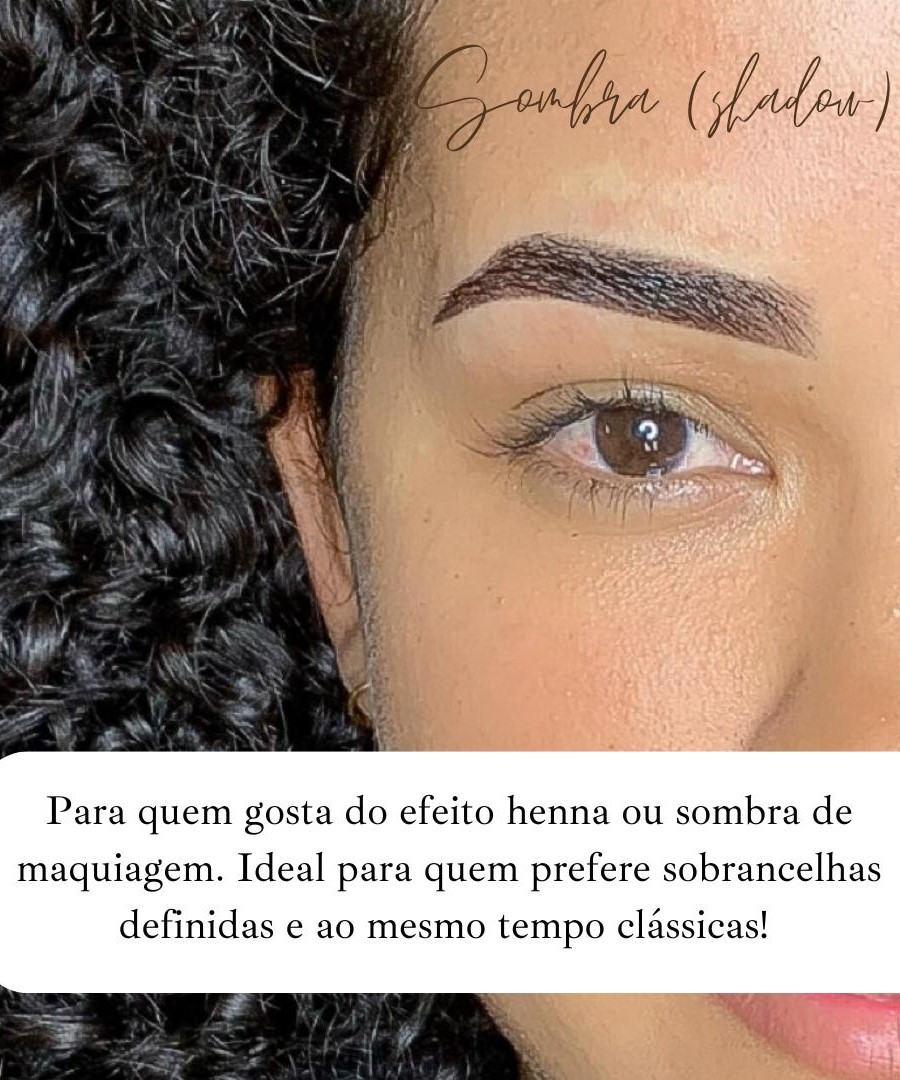 Sombra (shadow)
Para quem gosta do efeito henna ou sombra de
maquiagem. Ideal para quem prefere sobrancelhas
definidas e ao mesmo tempo clássicas!